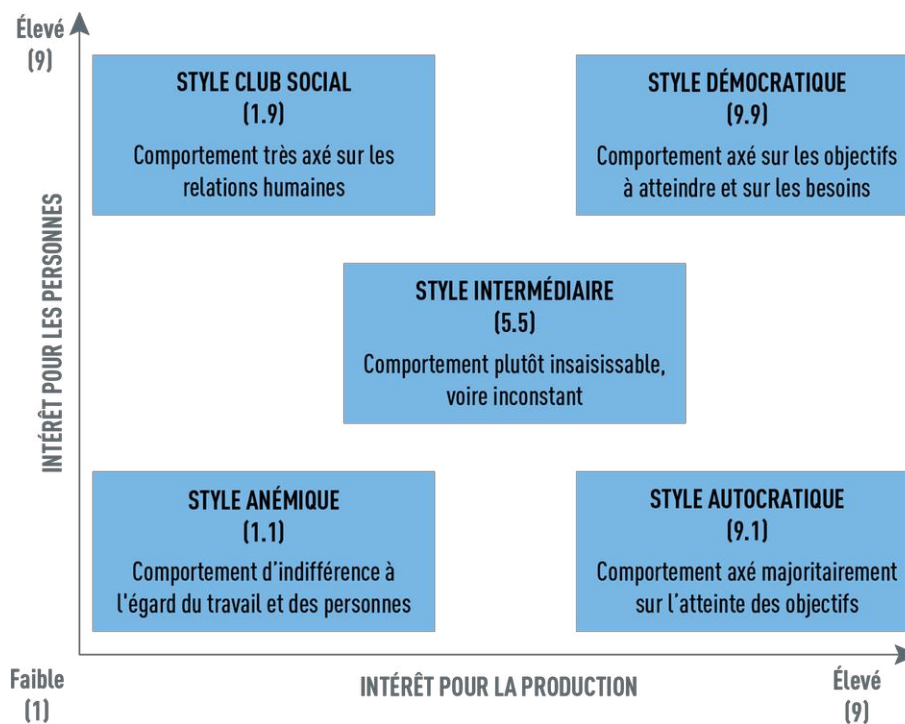 Élevé
(9)
STYLE CLUB SOCIAL
(1.9)
Comportement très axé sur les
relations humaines
STYLE DÉMOCRATIQUE
(9.9)
Comportement axé sur les objectifs
à atteindre et sur les besoins
INTÉRÊT POUR LES PERSONNES
STYLE INTERMÉDIAIRE
(5.5)
Comportement plutôt insaisissable,
voire inconstant
STYLE ANÉMIQUE
(1.1)
Comportement d'indifférence à
l'égard du travail et des personnes
STYLE AUTOCRATIQUE
(9.1)
Comportement axé majoritairement
sur l'atteinte des objectifs
Faible
(1)
INTÉRÊT POUR LA PRODUCTION
Élevé
(9)